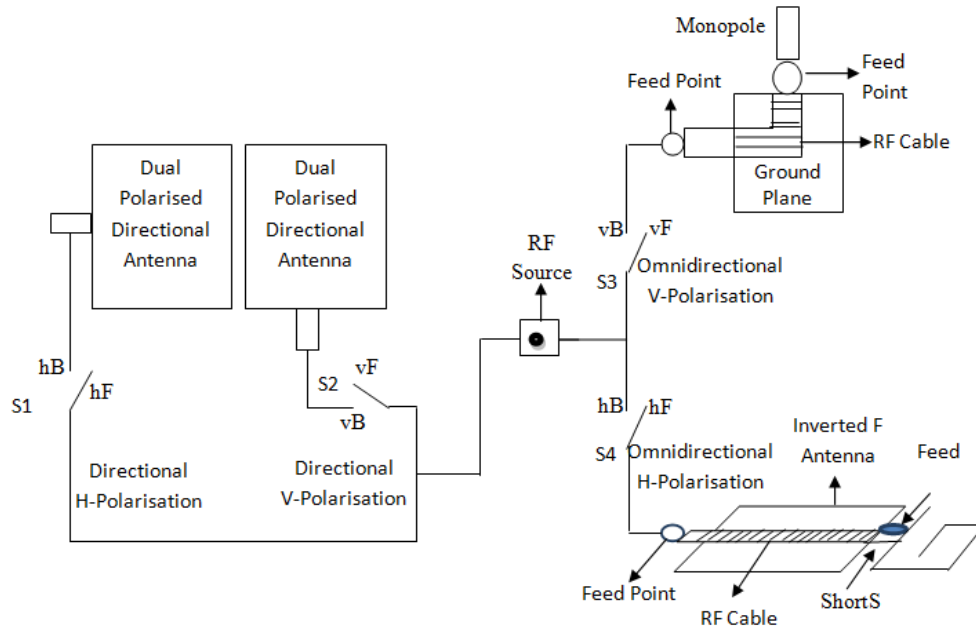 Monopole
Feed
Point
Feed Point
RF Cable
Ground
Plane
Dual
Polarised
Directional
Antenna
Dual
Polarised
Directional
Antenna
vB
vF
RF
Source
S3
Omnidirectional
V-Polarisation
hB
hF
S1
S2
vF
vB
hB
hF
S4
Omnidirectional
H-Polarisation
Inverted F
Antenna
Feed
Directional
H-Polarisation
Directional
V-Polarisation
Feed Point
RF Cable
ShortS